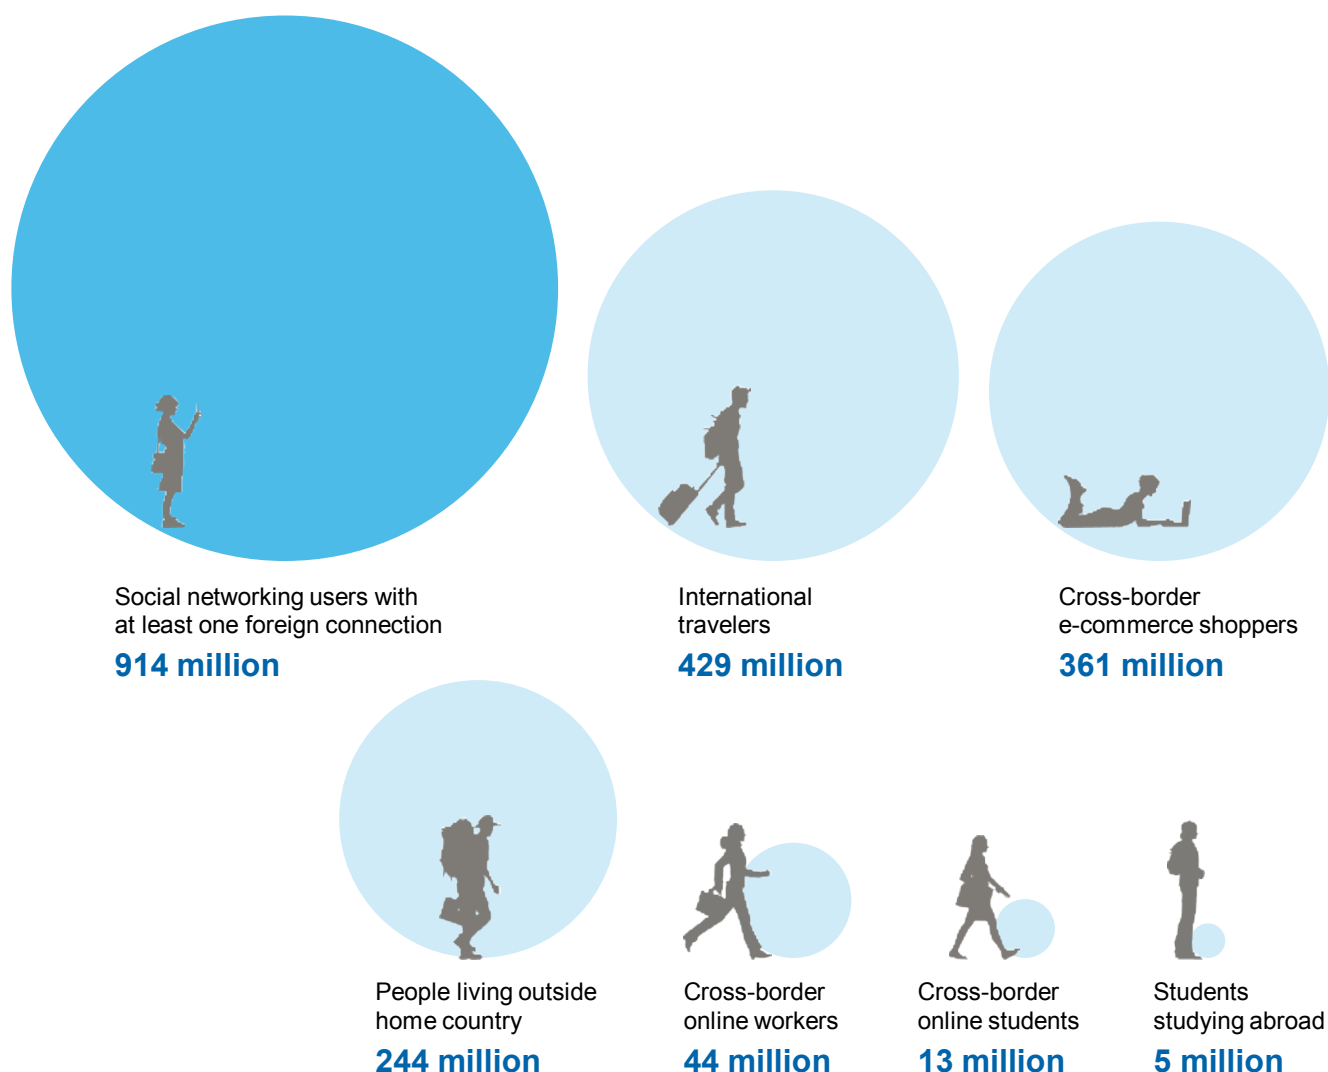 Social networking users with
at least one foreign connection
914 million
International
travelers
429 million
Cross-border
e-commerce shoppers
361 million
People living outside
home country
244 million
Cross-border
online workers
44 million
Cross-border
online students
13 million
Students
studying abroad
5 million